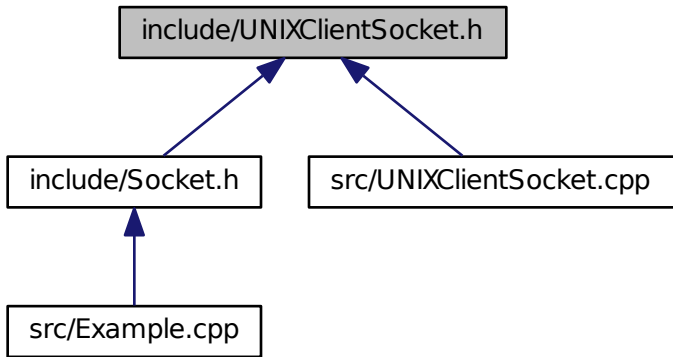 include/UNIXClientSocket.h
include/Socket.h
src/UNIXClientSocket.cpp
src/Example.cpp